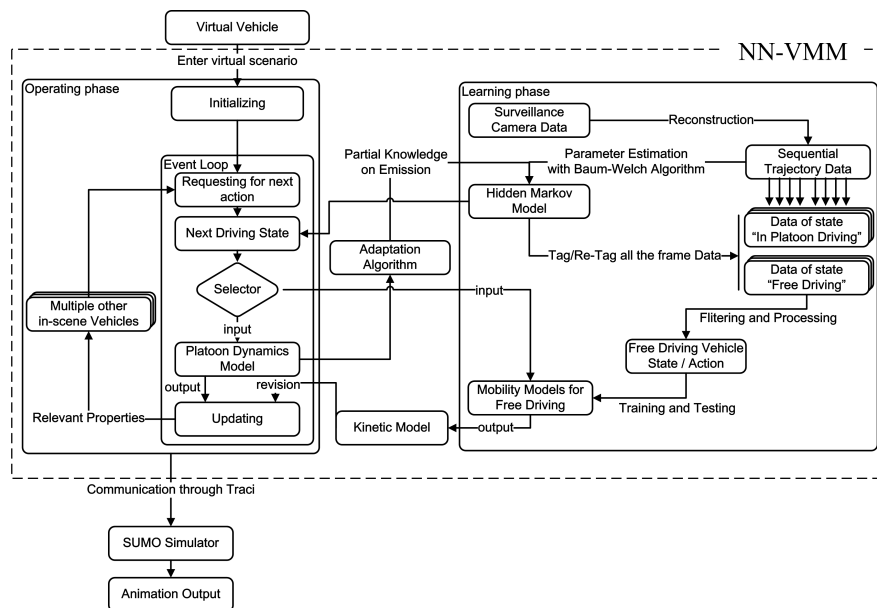 Virtual Vehicle
NN-VMM
Enter virtual scenario
Operating phase
Initializing
Event Loop
Requesting for next
action
Next Driving State
Selector
input
input
Platoon Dynamics
Model
output
revision
Updating
Multiple other
in-scene Vehicles
Relevant Properties
Partial Knowledge
on Emission
Adaptation
Algorithm
Kinetic Model
output
Learning phase
Surveillance
Camera Data
Reconstruction
Sequential
Trajectory Data
Parameter Estimation
with Baum-Welch Algorithm
Hidden Markov
Model
Tag/Re-Tag all the frame Data
Data of state
“In Platoon Driving”
Data of state
“Free Driving”
Flitering and Processing
Free Driving Vehicle
State / Action
Training and Testing
Mobility Models for
Free Driving
Communication through Traci
SUMO Simulator
Animation Output